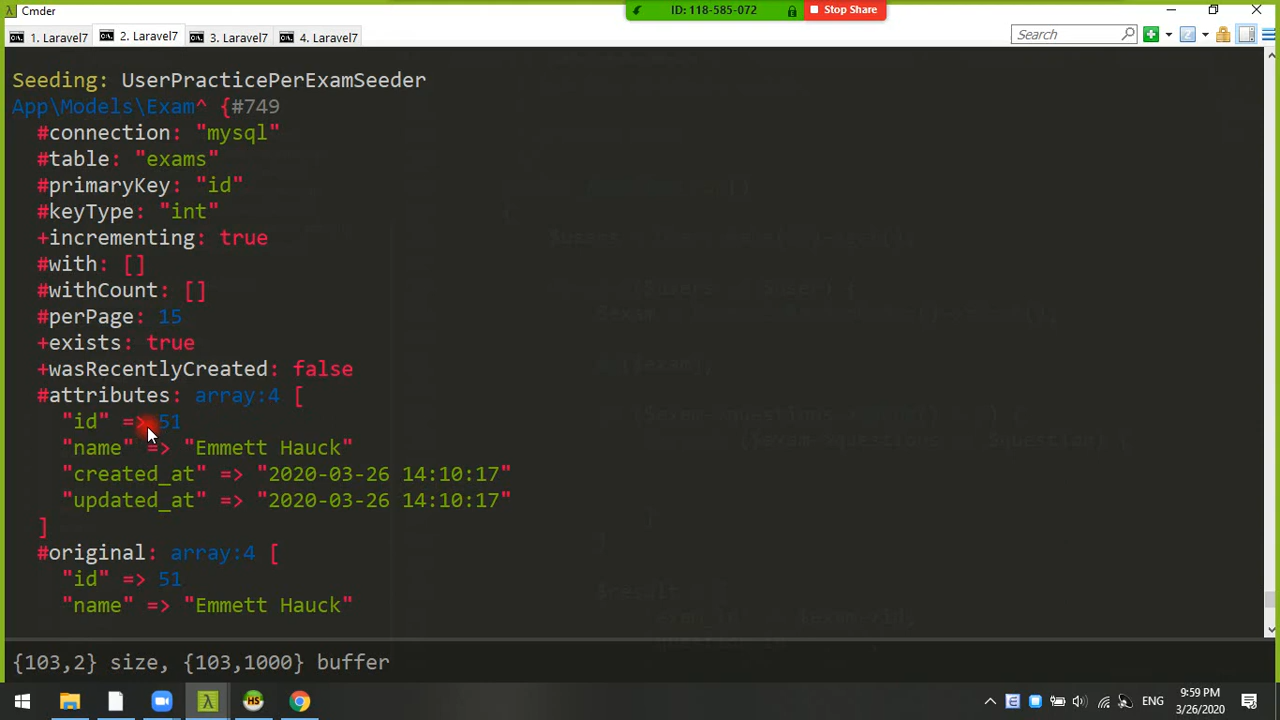 Cmder
ID: 118-585-072
Stop Share
1. Laravel7
2. Laravel7
3. Laravel7
4. Laravel7
Search
Seeding: UserPracticePerExamSeeder
App\Models\Exam^ {#749
#connection: "mysql"
#table: "exams"
#primaryKey: "id"
#keyType: "int"
+incrementing: true
#with: []
#withCount: []
#perPage: 15
+exists: true
+wasRecentlyCreated: false
#attributes: array:4 [
"id" => 51
"name" => "Emmett Hauck"
"created_at" => "2020-03-26 14:10:17"
"updated_at" => "2020-03-26 14:10:17"
]
#original: array:4 [
"id" => 51
"name" => "Emmett Hauck"
{103,2} size, {103,1000} buffer
HS
ENG
9:59 PM
3/26/2020